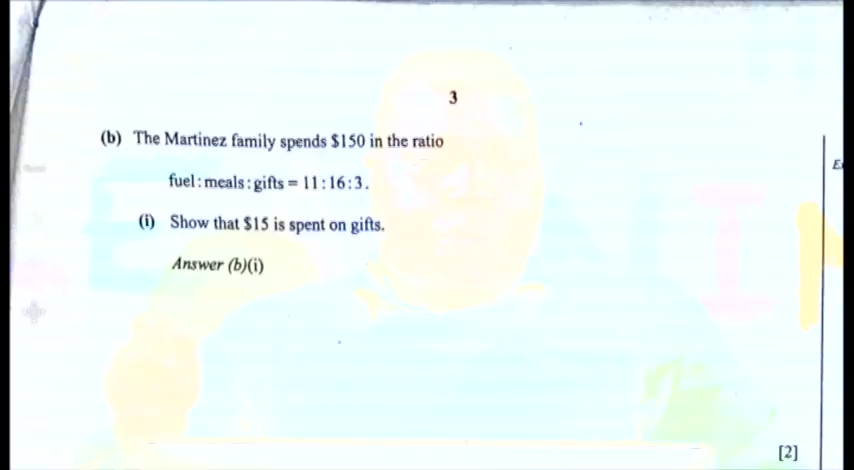 3
(b) The Martinez family spends $150 in the ratio
fuel : meals : gifts = 11 : 16 : 3.
(i) Show that $15 is spent on gifts.
Answer (b)(i)
[2]